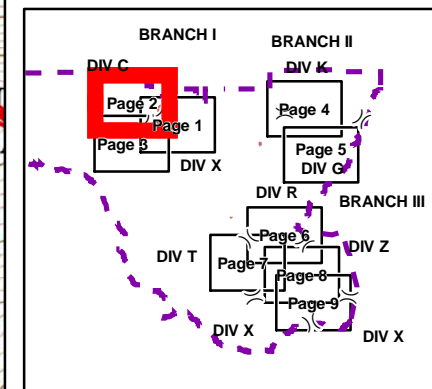 BRANCH I
BRANCH II
DIV C
DIV K
Page 2
Page 1
Page 4
Page 3
Page 5
DIV X
DIV G
DIV R
BRANCH III
Page 6
DIV Z
DIV T
Page 7
Page 8
Page 9
DIV X
DIV X